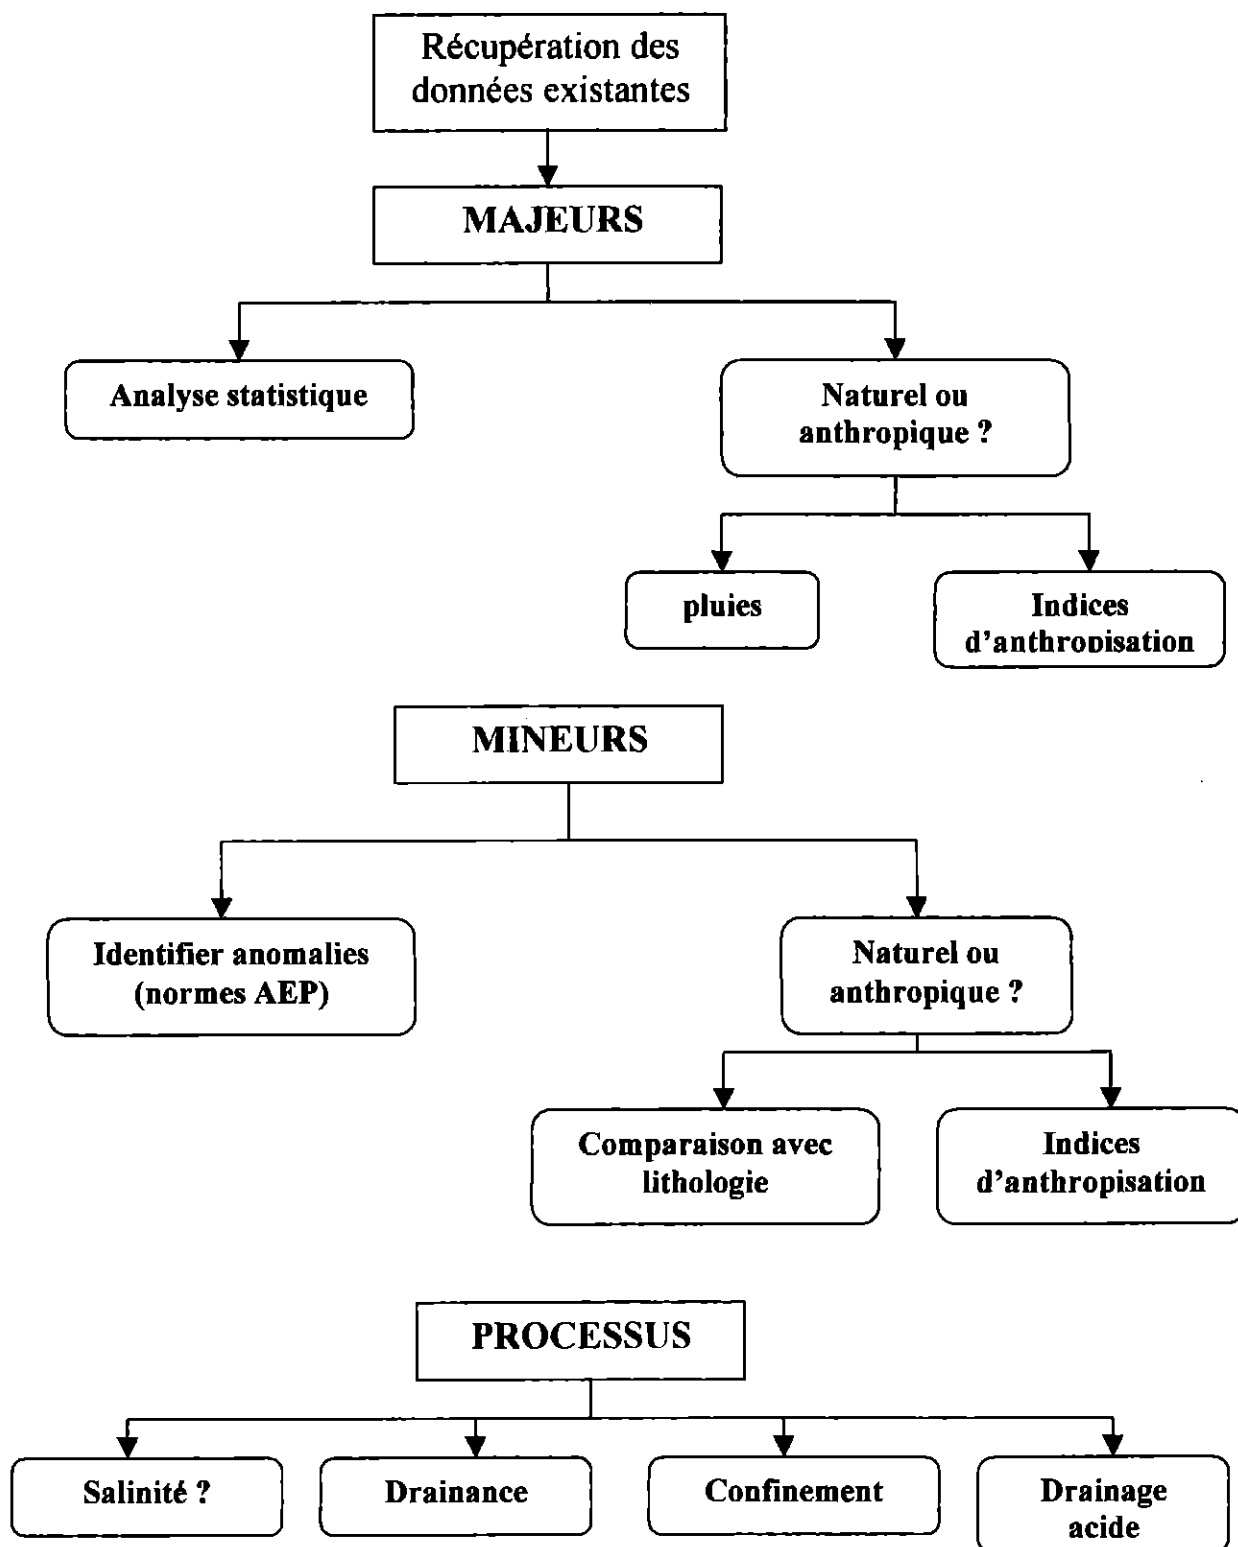 Récupération des
données existantes
MAJEURS
Analyse statistique
Naturel ou
anthropique ?
pluies
Indices
d'anthropisation
MINEURS
Identifier anomalies
(normes AEP)
Naturel ou
anthropique ?
Comparaison avec
lithologie
Indices
d'anthropisation
PROCESSUS
Salinité ?
Drainance
Confinement
Drainage
acide